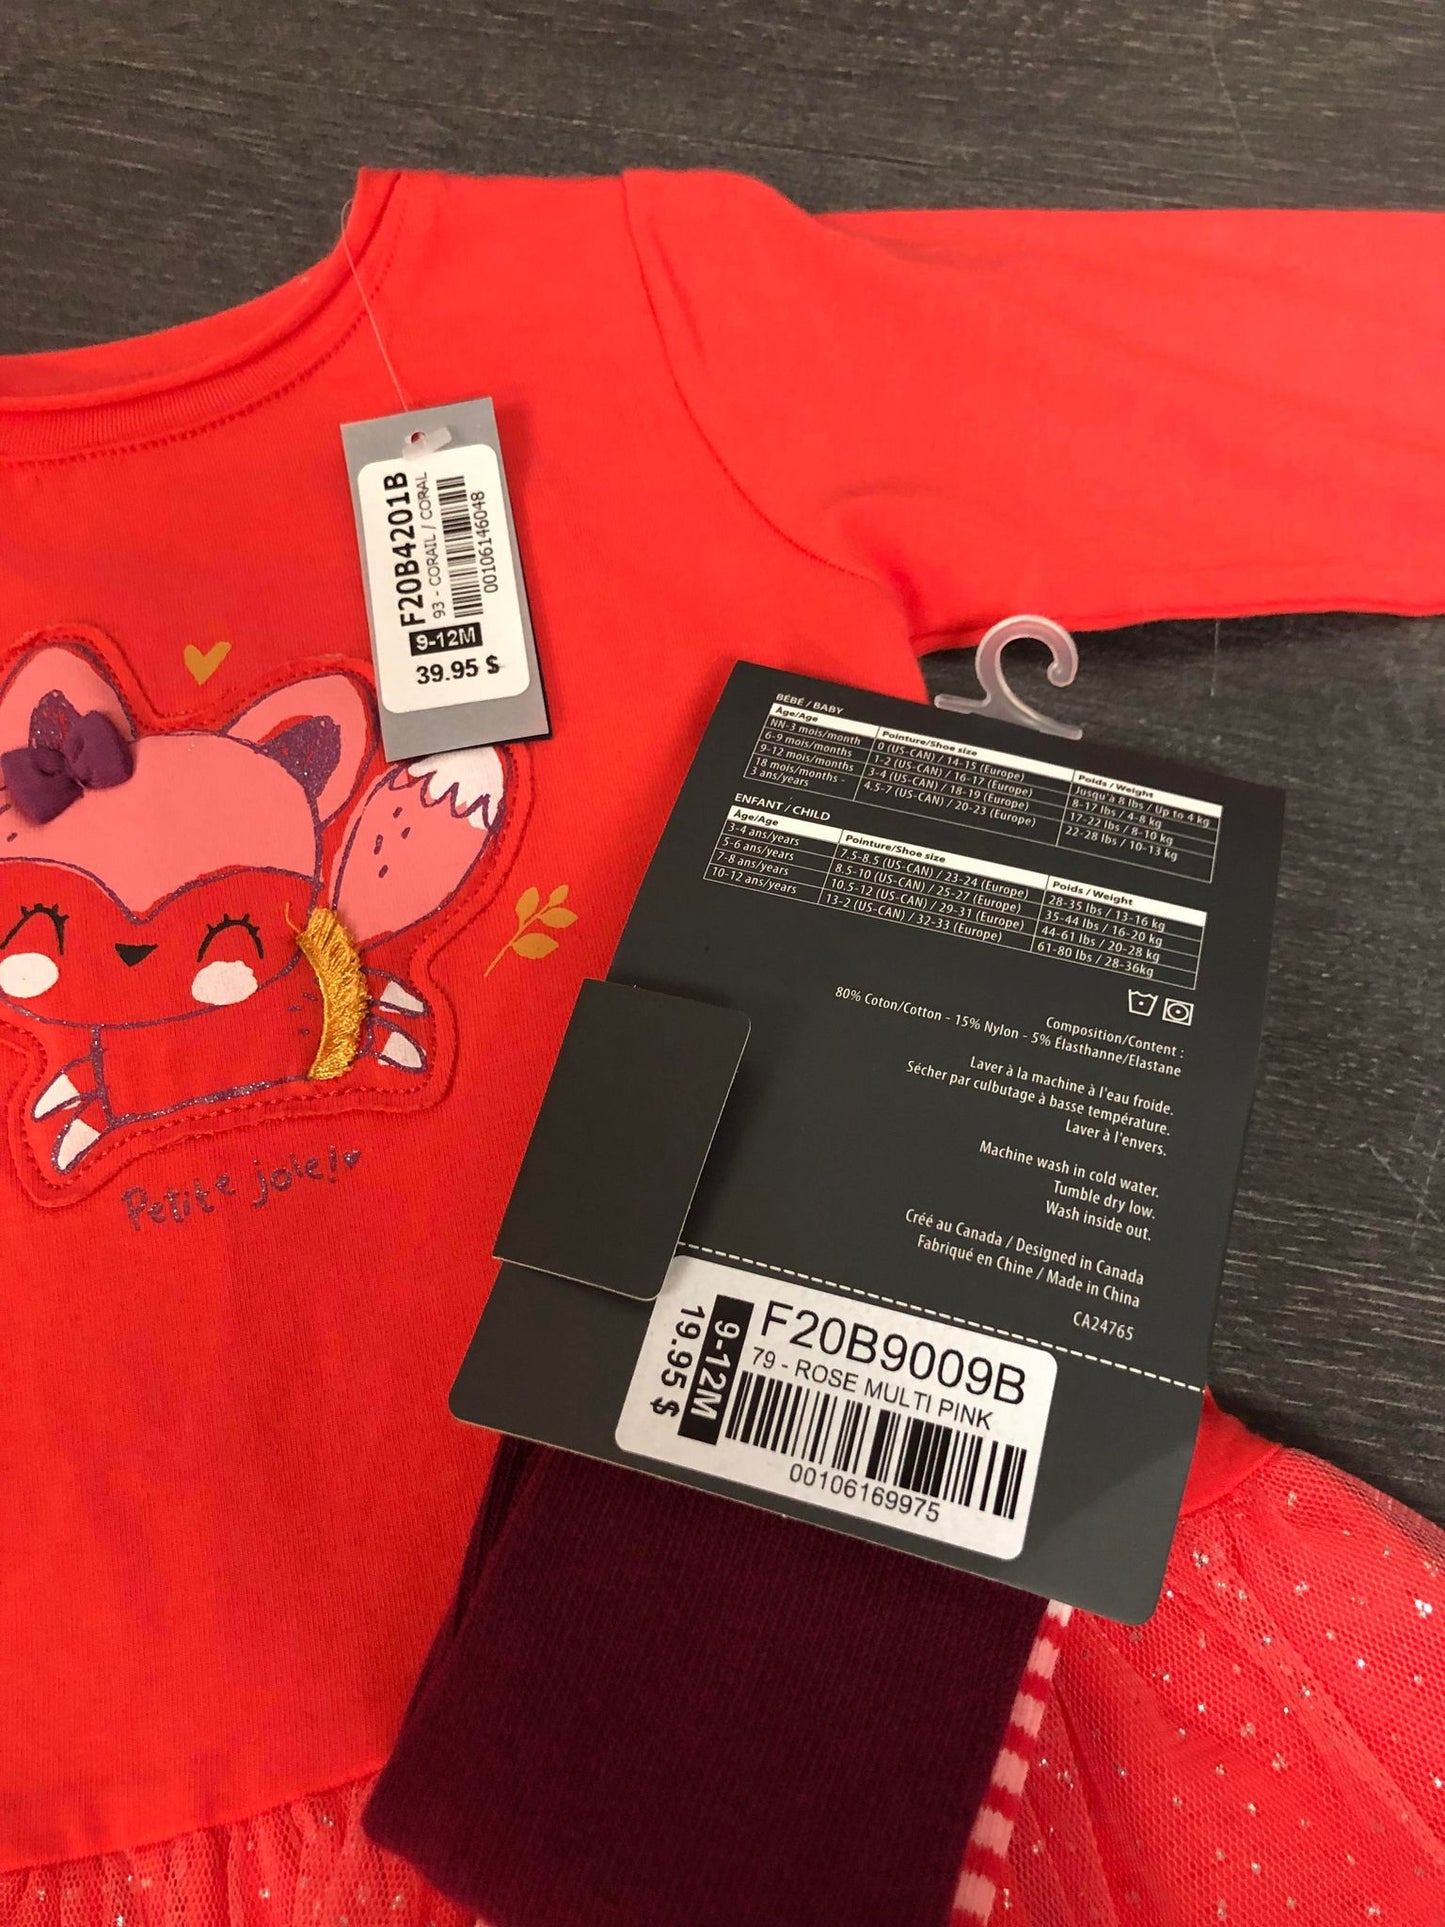 F20B4201B
93 - CORAIL / CORAL
00106146048
9-12M
39.95 $
Petite joie!
BÉBÉ / BABY
Âge/Age Pointure/Shoe size Poids / Weight
NN-3 mois/month 0 (US-CAN) / 14-15 (Europe) Jusqu'à 8 lbs / Up to 4 kg
6-9 mois/months 1-2 (US-CAN) / 16-17 (Europe) 8-12 lbs / 4-8 kg
9-12 mois/months 3-4 (US-CAN) / 18-19 (Europe) 17-22 lbs / 8-10 kg
18 mois/months - 4.5-7 (US-CAN) / 20-23 (Europe) 22-28 lbs / 10-13 kg
3 ans/years
ENFANT / CHILD
Âge/Age Pointure/Shoe size Poids / Weight
3-4 ans/years 7.5-8.5 (US-CAN) / 23-24 (Europe) 28-35 lbs / 13-16 kg
5-6 ans/years 8.5-10 (US-CAN) / 25-27 (Europe) 35-44 lbs / 16-20 kg
7-8 ans/years 10.5-12 (US-CAN) / 29-31 (Europe) 44-61 lbs / 20-28 kg
10-12 ans/years 13-2 (US-CAN) / 32-33 (Europe) 61-80 lbs / 28-36kg
Composition/Content :
80% Coton/Cotton - 15% Nylon - 5% Élasthanne/Elastane
Laver à la machine à l'eau froide.
Sécher par culbutage à basse température.
Laver à l'envers.
Machine wash in cold water.
Tumble dry low.
Wash inside out.
Créé au Canada / Designed in Canada
Fabriqué en Chine / Made in China
CA24765
F20B9009B
79 - ROSE MULTI PINK
00106169975
9-12M
19.95 $